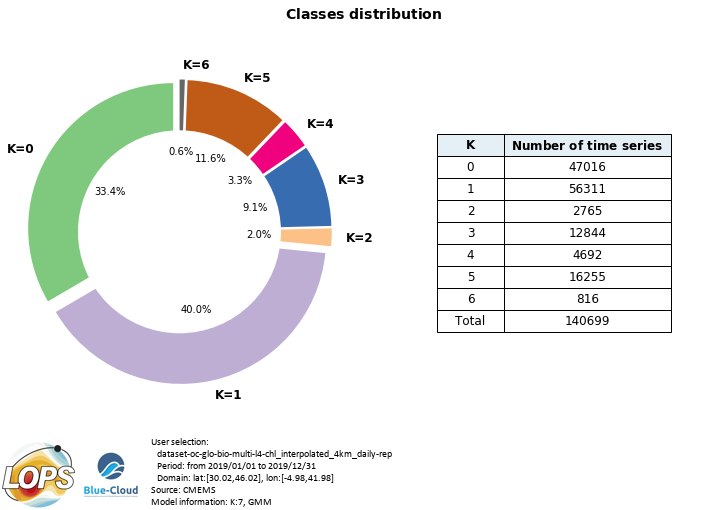 Classes distribution
K=6
K=5
K=4
K=0
K=3
K=2
K=1
0.6%
11.6%
3.3%
33.4%
9.1%
2.0%
40.0%
K Number of time series
0 47016
1 56311
2 2765
3 12844
4 4692
5 16255
6 816
Total 140699
LOPS
Blue-Cloud
User selection:
dataset-oc-glo-bio-multi-l4-chl_interpolated_4km_daily-rep
Period: from 2019/01/01 to 2019/12/31
Domain: lat:[30.02,46.02], lon:[-4.98,41.98]
Source: CMEMS
Model information: K:7, GMM